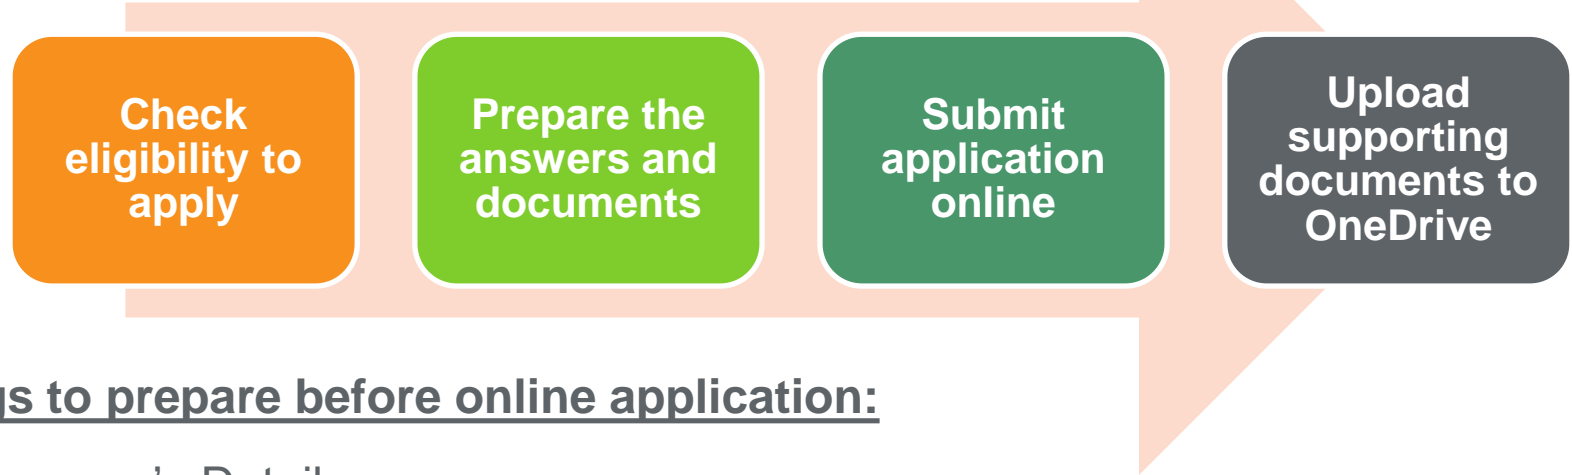 Check
eligibility to
apply
Prepare the
answers and
documents
Submit
application
online
Upload
supporting
documents to
OneDrive
to prepare before online application: